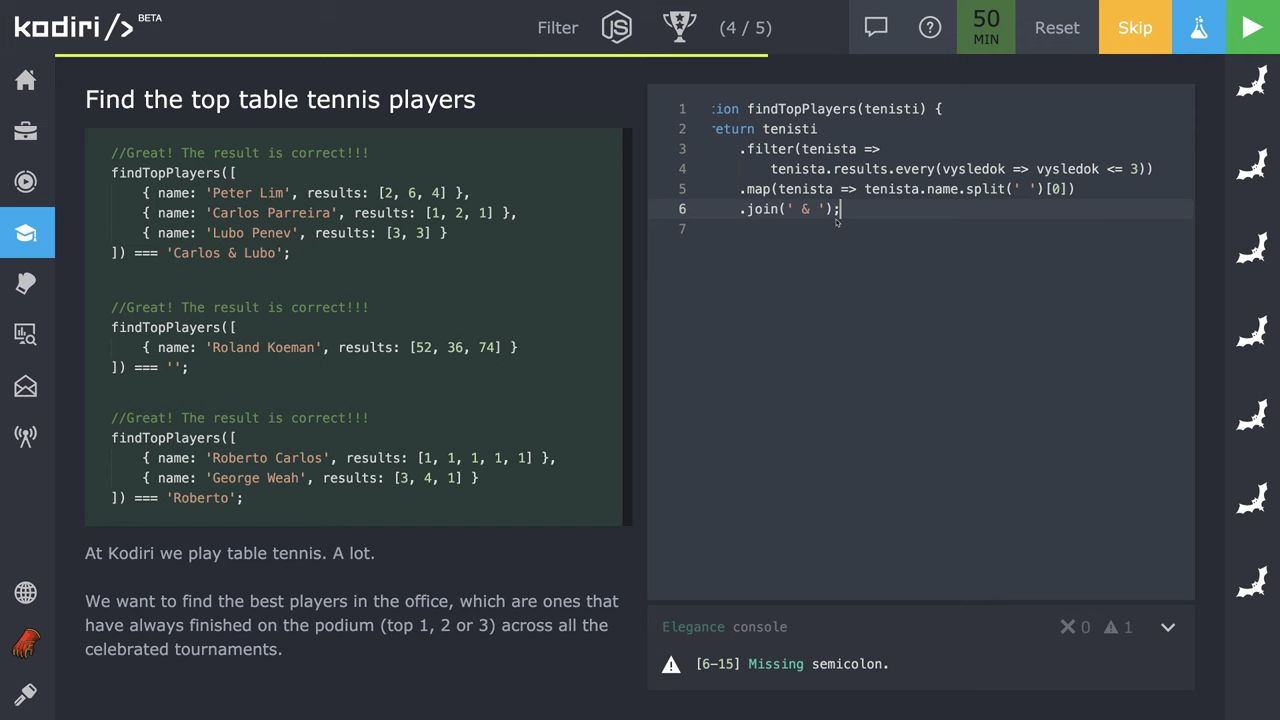 kodiri /> BETA
Filter
JS
(4 / 5)
50
MIN
Reset
Skip
Find the top table tennis players
//Great! The result is correct!!!
findTopPlayers([
{ name: 'Peter Lim', results: [2, 6, 4] },
{ name: 'Carlos Parreira', results: [1, 2, 1] },
{ name: 'Lubo Penev', results: [3, 3] }
]) === 'Carlos & Lubo';
//Great! The result is correct!!!
findTopPlayers([
{ name: 'Roland Koeman', results: [52, 36, 74] }
]) === '';
//Great! The result is correct!!!
findTopPlayers([
{ name: 'Roberto Carlos', results: [1, 1, 1, 1, 1] },
{ name: 'George Weah', results: [3, 4, 1] }
]) === 'Roberto';
At Kodiri we play table tennis. A lot.
We want to find the best players in the office, which are ones that
have always finished on the podium (top 1, 2 or 3) across all the
celebrated tournaments.
1 tion findTopPlayers(tenisti) {
2 return tenisti
3 .filter(tenista =>
4 tenista.results.every(vysledok => vysledok <= 3))
5 .map(tenista => tenista.name.split(' ')[0])
6 .join(' & ');
7
Elegance console
0
1
[6-15] Missing semicolon.